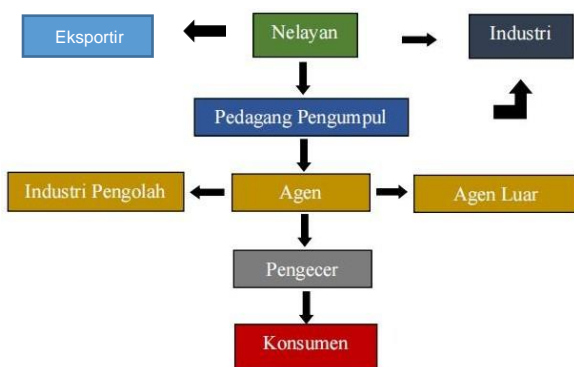 Eksportir
Nelayan
Industri
Pedagang Pengumpul
Industri Pengolah
Agen
Agen Luar
Pengecer
Konsumen